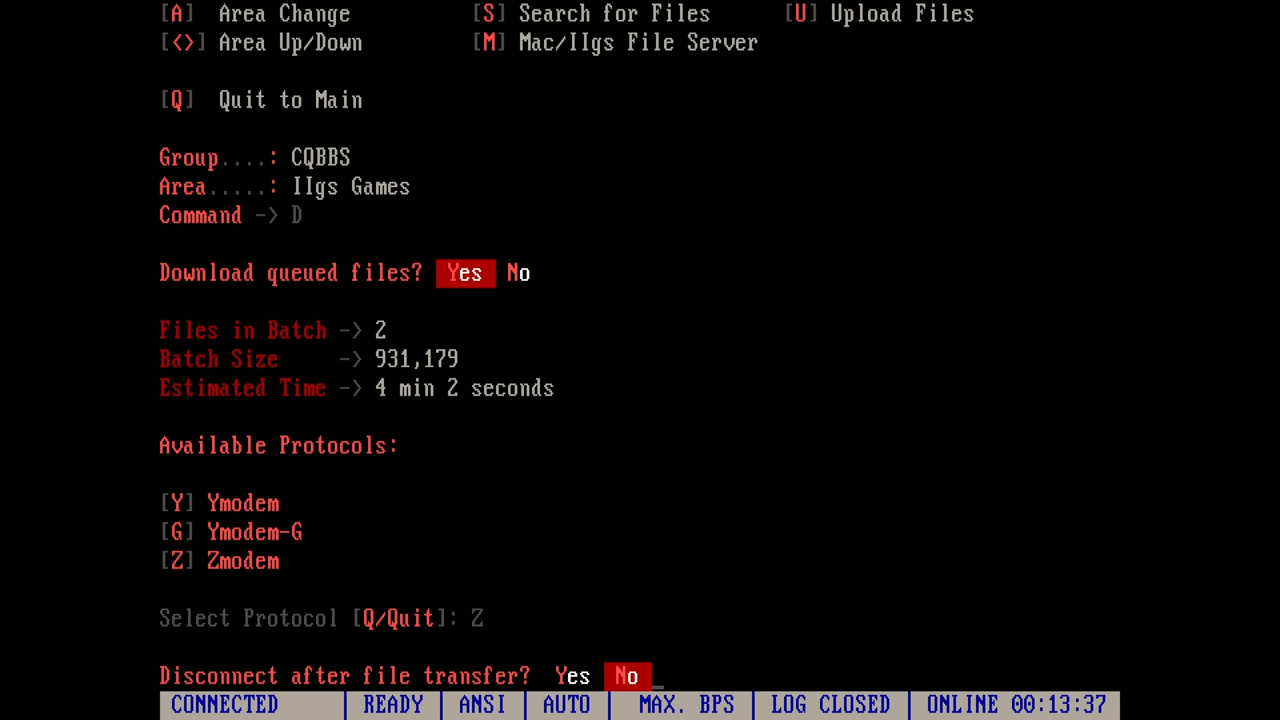 [A]  Area Change          [S] Search for Files      [U] Upload Files
[<>] Area Up/Down         [M] Mac/IIgs File Server
[Q]  Quit to Main
Group....: CQBBS
Area.....: IIgs Games
Command -> D
Download queued files?  Yes  No
Files in Batch -> 2
Batch Size     -> 931,179
Estimated Time -> 4 min 2 seconds
Available Protocols:
[Y] Ymodem
[G] Ymodem-G
[Z] Zmodem
Select Protocol [Q/Quit]: Z
Disconnect after file transfer?  Yes  No _
CONNECTED | READY | ANSI | AUTO | MAX. BPS | LOG CLOSED | ONLINE 00:13:37